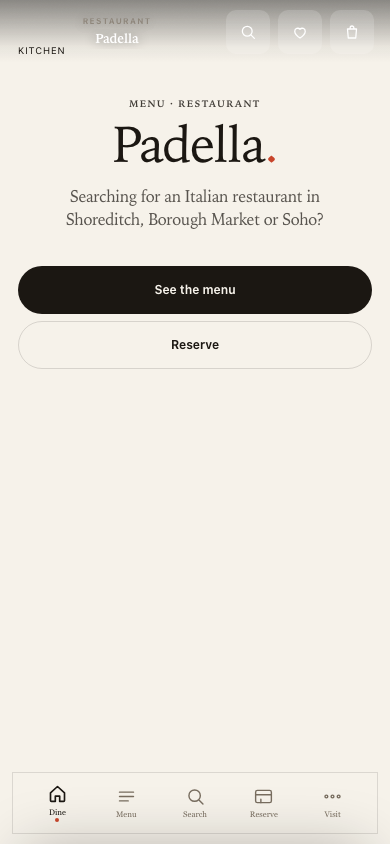 RESTAURANT
Padella
KITCHEN
MENU · RESTAURANT
Padella.
Searching for an Italian restaurant in
Shoreditch, Borough Market or Soho?
See the menu
Reserve
Dine
Menu
Search
Reserve
Visit